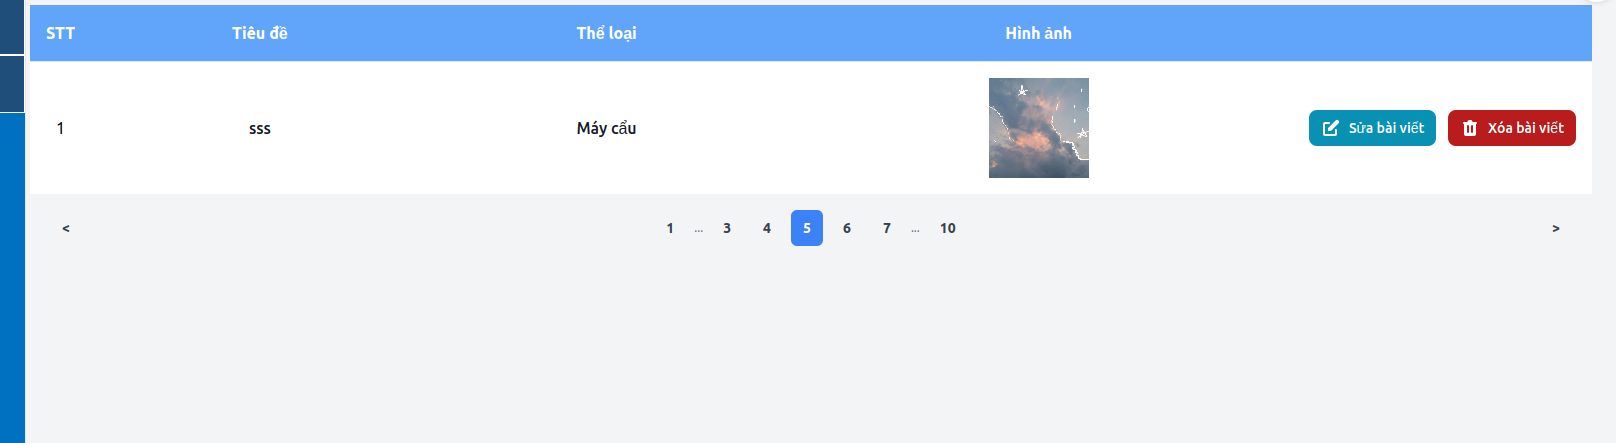 STT Tiêu đề Thể loại Hình ảnh
1 sss Máy cẩu Sửa bài viết Xóa bài viết
< 1 ... 3 4 5 6 7 ... 10 >